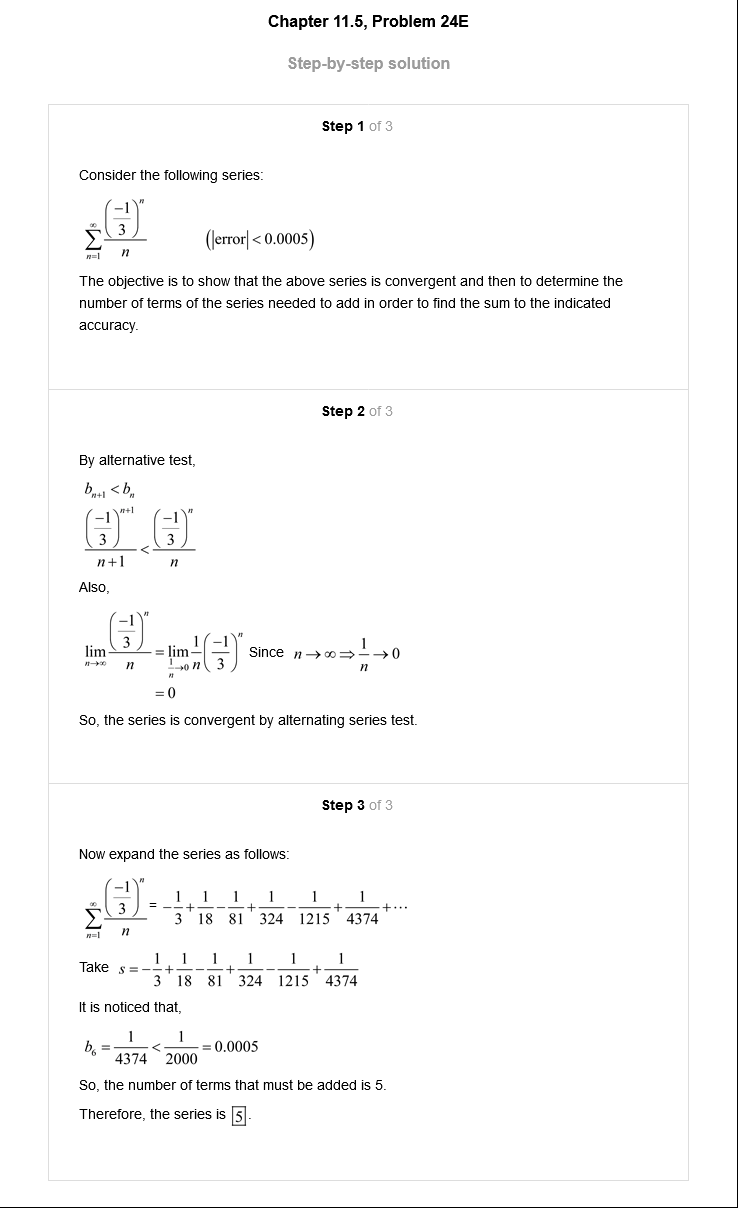 Chapter 11.5, Problem 24E
Step-by-step solution
Step 1 of 3
Consider the following series:
$\sum_{n=1}^{\infty} \frac{\left(\frac{-1}{3}\right)^n}{n}$ (|error| < 0.0005)
The objective is to show that the above series is convergent and then to determine the
number of terms of the series needed to add in order to find the sum to the indicated
accuracy.
Step 2 of 3
By alternative test,
$b_{n+1} < b_n$
$\frac{\left(\frac{-1}{3}\right)^{n+1}}{n+1} < \frac{\left(\frac{-1}{3}\right)^n}{n}$
Also,
$\lim_{n\to\infty} \frac{\left(\frac{-1}{3}\right)^n}{n} = \lim_{\frac{1}{n}\to 0} \frac{1}{n}\left(\frac{-1}{3}\right)^n$ Since $n \to \infty \Rightarrow \frac{1}{n} \to 0$
= 0
So, the series is convergent by alternating series test.
Step 3 of 3
Now expand the series as follows:
$\sum_{n=1}^{\infty} \frac{\left(\frac{-1}{3}\right)^n}{n} = -\frac{1}{3}+\frac{1}{18}-\frac{1}{81}+\frac{1}{324}-\frac{1}{1215}+\frac{1}{4374}+\cdots$
Take $s = -\frac{1}{3}+\frac{1}{18}-\frac{1}{81}+\frac{1}{324}-\frac{1}{1215}+\frac{1}{4374}$
It is noticed that,
$b_6 = \frac{1}{4374} < \frac{1}{2000} = 0.0005$
So, the number of terms that must be added is 5.
Therefore, the series is 5.